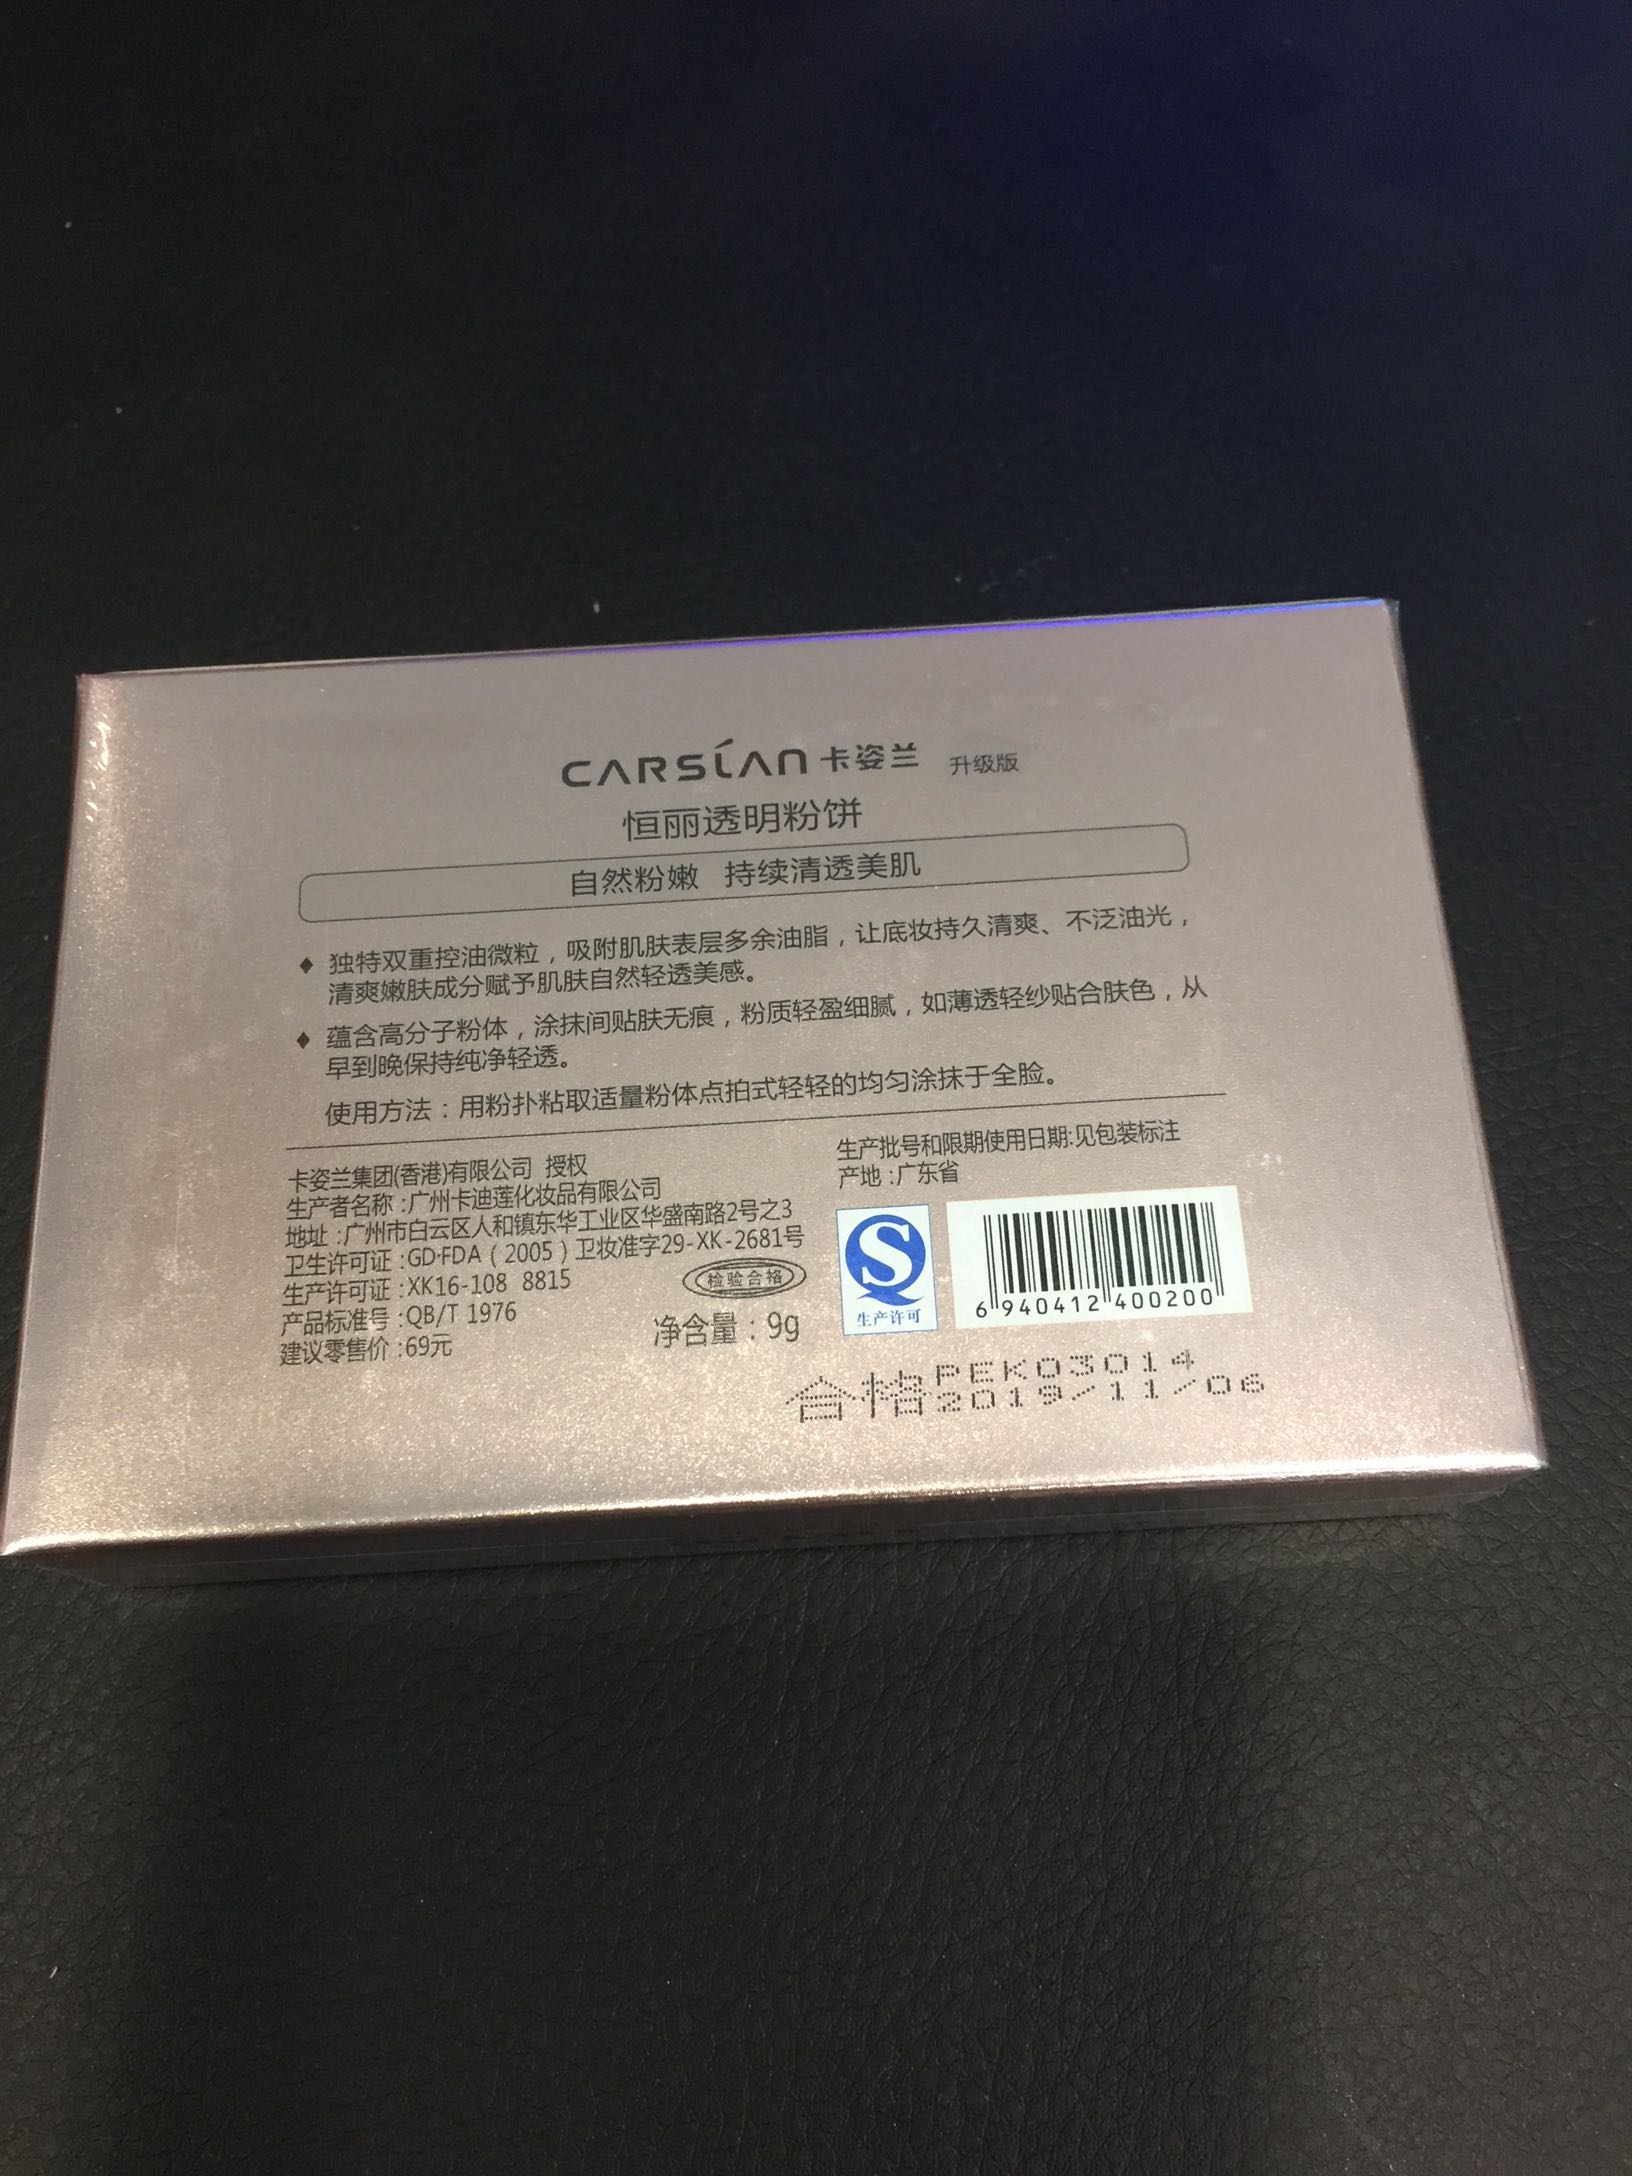 CARSLAN 卡姿兰 升级版
恒丽透明粉饼
自然粉嫩 持续清透美肌
◆ 独特双重控油微粒，吸附肌肤表层多余油脂，让底妆持久清爽、不泛油光，
清爽嫩肤成分赋予肌肤自然轻透美感。
◆ 蕴含高分子粉体，涂抹间贴肤无痕，粉质轻盈细腻，如薄透轻纱贴合肤色，从
早到晚保持纯净轻透。
使用方法：用粉扑粘取适量粉体点拍式轻轻的均匀涂抹于全脸。
卡姿兰集团(香港)有限公司 授权
生产者名称:广州卡迪莲化妆品有限公司
地址:广州市白云区人和镇东华工业区华盛南路2号之3
卫生许可证:GD·FDA（2005）卫妆准字29-XK-2681号
生产许可证:XK16-108 8815
产品标准号:QB/T 1976
建议零售价:69元
检验合格
净含量：9g
生产批号和限期使用日期:见包装标注
产地:广东省
生产许可
6 940412 400200
合格 PEK03014
2019/11/06